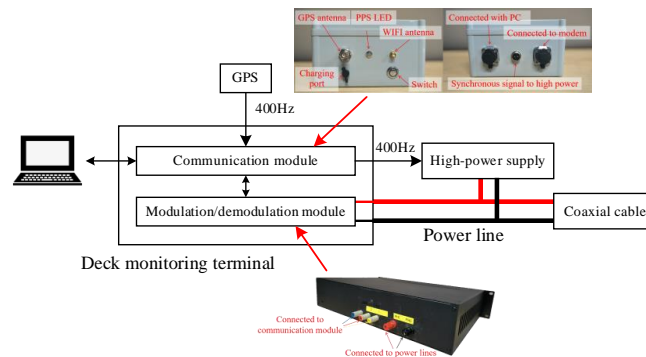 GPS antenna
PPS LED
WIFI antenna
Charging
port
Switch
Connected with PC
Connected to modem
Synchronous signal to high power
GPS
400Hz
Communication module
400Hz
High-power supply
Modulation/demodulation module
Power line
Coaxial cable
Deck monitoring terminal
Connected to
communication module
Connected to power lines